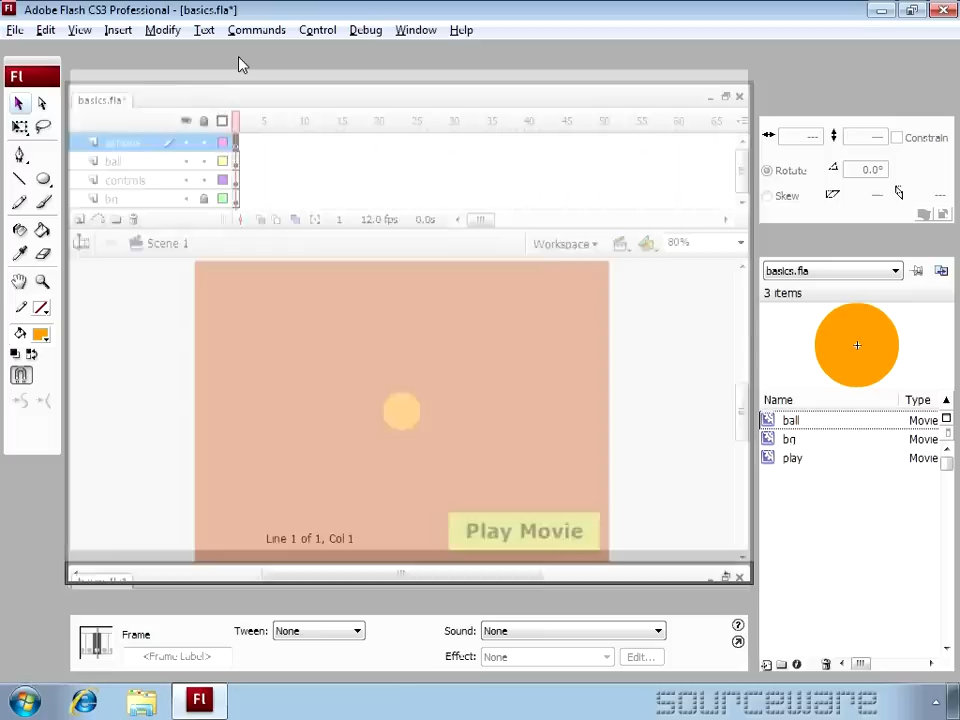 Fl Adobe Flash CS3 Professional - [basics.fla*]
File Edit View Insert Modify Text Commands Control Debug Window Help
Fl
basics.fla*
5 10 15 20 25 30 35 40 45 50 55 60 65
actions
ball
controls
bg
1 12.0 fps 0.0s
Scene 1 Workspace 80%
Play Movie
Line 1 of 1, Col 1
Constrain
Rotate 0.0°
Skew
basics.fla
3 items
Name Type
ball Movie
bg Movie
play Movie
Frame Tween: None Sound: None
<Frame Label> Effect: None Edit...
Fl
sourceware